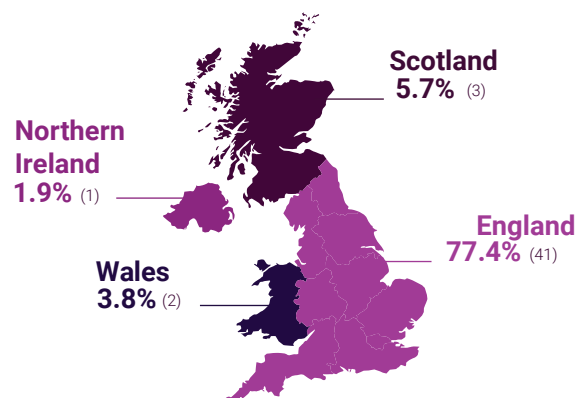 Scotland
5.7% (3)
Northern
Ireland
1.9% (1)
England
77.4% (41)
Wales
3.8% (2)